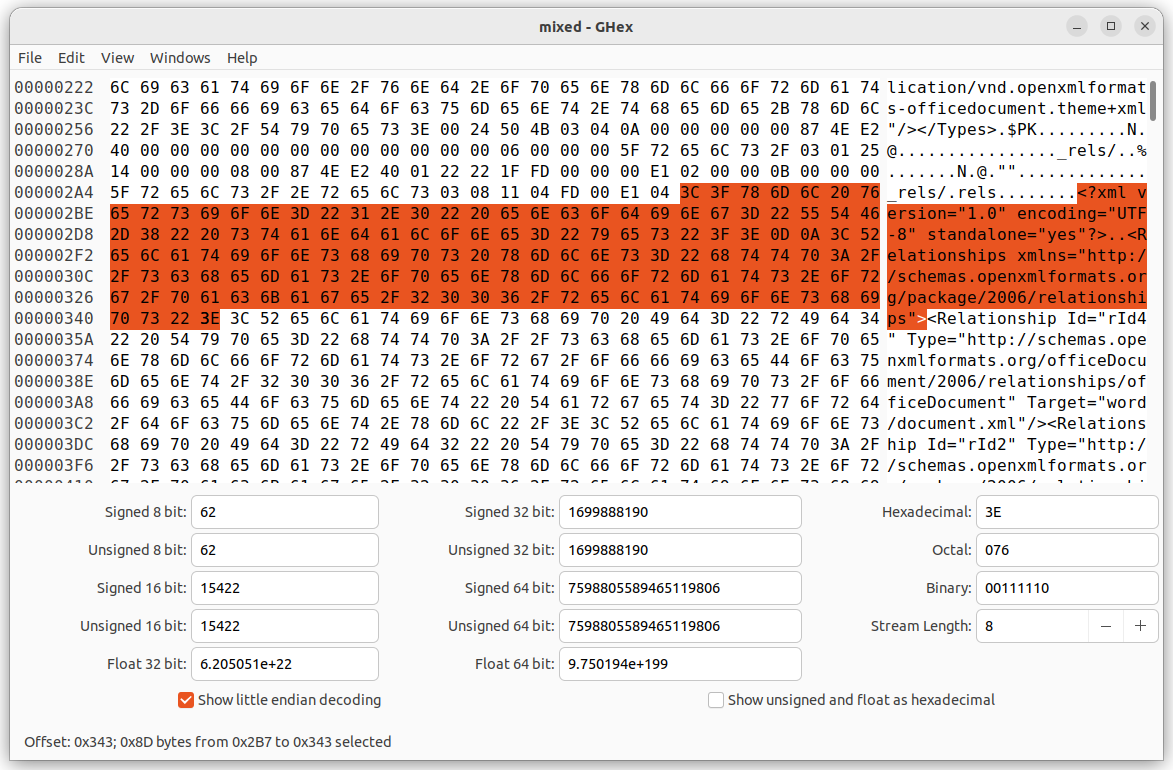 mixed - GHex
File Edit View Windows Help
00000222 6C 69 63 61 74 69 6F 6E 2F 76 6E 64 2E 6F 70 65 6E 78 6D 6C 66 6F 72 6D 61 74 lication/vnd.openxmlformat
0000023C 73 2D 6F 66 66 69 63 65 64 6F 63 75 6D 65 6E 74 2E 74 68 65 6D 65 2B 78 6D 6C s-officedocument.theme+xml
00000256 22 2F 3E 3C 2F 54 79 70 65 73 3E 00 24 50 4B 03 04 0A 00 00 00 00 00 87 4E E2 "/></Types>.$PK.........N.
00000270 40 00 00 00 00 00 00 00 00 00 00 00 00 06 00 00 00 5F 72 65 6C 73 2F 03 01 25 @................_rels/..%
0000028A 14 00 00 00 08 00 87 4E E2 40 01 22 22 1F FD 00 00 00 E1 02 00 00 0B 00 00 00 .......N.@."".............
000002A4 5F 72 65 6C 73 2F 2E 72 65 6C 73 03 08 11 04 FD 00 E1 04 3C 3F 78 6D 6C 20 76 _rels/.rels........<?xml v
000002BE 65 72 73 69 6F 6E 3D 22 31 2E 30 22 20 65 6E 63 6F 64 69 6E 67 3D 22 55 54 46 ersion="1.0" encoding="UTF
000002D8 2D 38 22 20 73 74 61 6E 64 61 6C 6F 6E 65 3D 22 79 65 73 22 3F 3E 0D 0A 3C 52 -8" standalone="yes"?>..<R
000002F2 65 6C 61 74 69 6F 6E 73 68 69 70 73 20 78 6D 6C 6E 73 3D 22 68 74 74 70 3A 2F elationships xmlns="http:/
0000030C 2F 73 63 68 65 6D 61 73 2E 6F 70 65 6E 78 6D 6C 66 6F 72 6D 61 74 73 2E 6F 72 /schemas.openxmlformats.or
00000326 67 2F 70 61 63 6B 61 67 65 2F 32 30 30 36 2F 72 65 6C 61 74 69 6F 6E 73 68 69 g/package/2006/relationshi
00000340 70 73 22 3E 3C 52 65 6C 61 74 69 6F 6E 73 68 69 70 20 49 64 3D 22 72 49 64 34 ps"><Relationship Id="rId4
0000035A 22 20 54 79 70 65 3D 22 68 74 74 70 3A 2F 2F 73 63 68 65 6D 61 73 2E 6F 70 65 " Type="http://schemas.ope
00000374 6E 78 6D 6C 66 6F 72 6D 61 74 73 2E 6F 72 67 2F 6F 66 66 69 63 65 44 6F 63 75 nxmlformats.org/officeDocu
0000038E 6D 65 6E 74 2F 32 30 30 36 2F 72 65 6C 61 74 69 6F 6E 73 68 69 70 73 2F 6F 66 ment/2006/relationships/of
000003A8 66 69 63 65 44 6F 63 75 6D 65 6E 74 22 20 54 61 72 67 65 74 3D 22 77 6F 72 64 ficeDocument" Target="word
000003C2 2F 64 6F 63 75 6D 65 6E 74 2E 78 6D 6C 22 2F 3E 3C 52 65 6C 61 74 69 6F 6E 73 /document.xml"/><Relations
000003DC 68 69 70 20 49 64 3D 22 72 49 64 32 22 20 54 79 70 65 3D 22 68 74 74 70 3A 2F hip Id="rId2" Type="http:/
000003F6 2F 73 63 68 65 6D 61 73 2E 6F 70 65 6E 78 6D 6C 66 6F 72 6D 61 74 73 2E 6F 72 /schemas.openxmlformats.or
Signed 8 bit: 62 Signed 32 bit: 1699888190 Hexadecimal: 3E
Unsigned 8 bit: 62 Unsigned 32 bit: 1699888190 Octal: 076
Signed 16 bit: 15422 Signed 64 bit: 7598805589465119806 Binary: 00111110
Unsigned 16 bit: 15422 Unsigned 64 bit: 7598805589465119806 Stream Length: 8
Float 32 bit: 6.205051e+22 Float 64 bit: 9.750194e+199
Show little endian decoding Show unsigned and float as hexadecimal
Offset: 0x343; 0x8D bytes from 0x2B7 to 0x343 selected